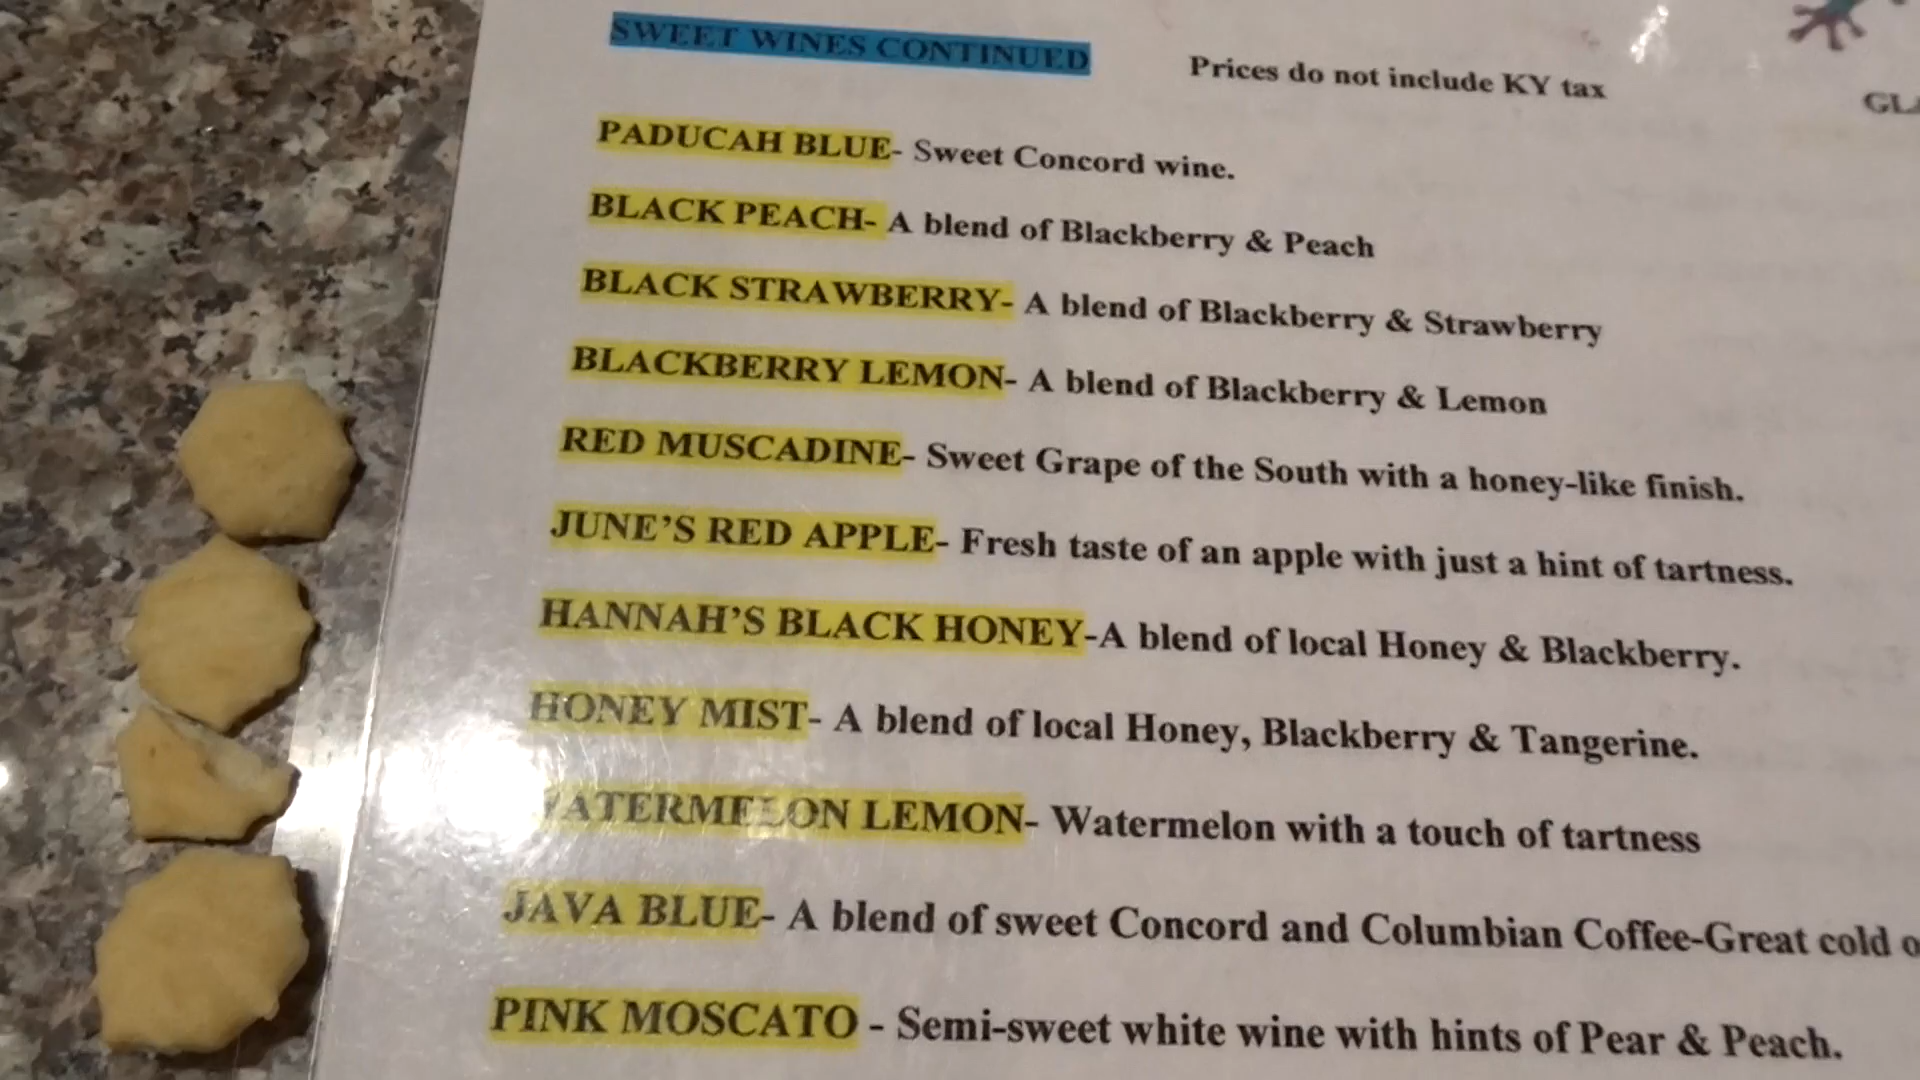 SWEET WINES CONTINUED
Prices do not include KY tax
PADUCAH BLUE- Sweet Concord wine.
BLACK PEACH- A blend of Blackberry & Peach
BLACK STRAWBERRY- A blend of Blackberry & Strawberry
BLACKBERRY LEMON- A blend of Blackberry & Lemon
RED MUSCADINE- Sweet Grape of the South with a honey-like finish.
JUNE'S RED APPLE- Fresh taste of an apple with just a hint of tartness.
HANNAH'S BLACK HONEY-A blend of local Honey & Blackberry.
HONEY MIST- A blend of local Honey, Blackberry & Tangerine.
WATERMELON LEMON- Watermelon with a touch of tartness
JAVA BLUE- A blend of sweet Concord and Columbian Coffee-Great cold
PINK MOSCATO - Semi-sweet white wine with hints of Pear & Peach.